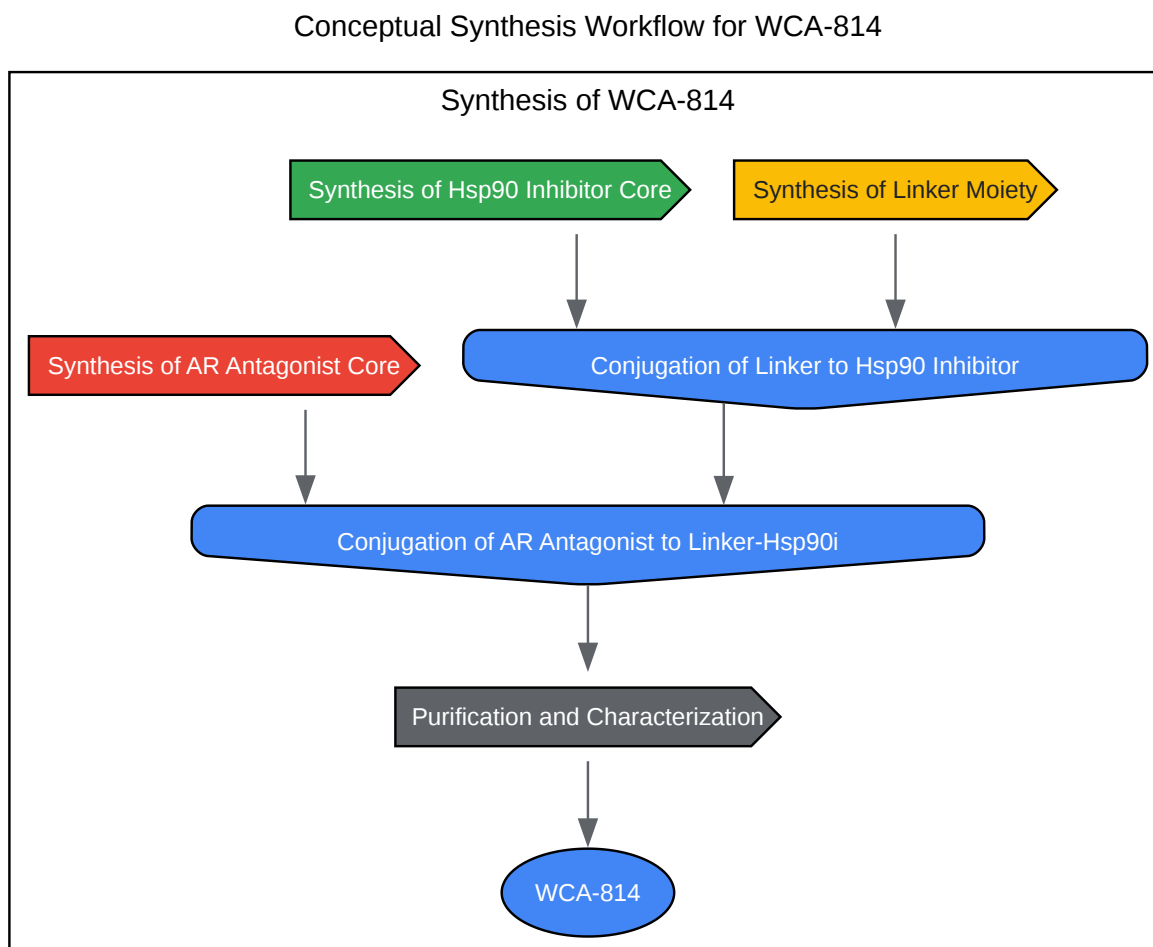 Conceptual Synthesis Workflow for WCA-814
Synthesis of WCA-814
Synthesis of Hsp90 Inhibitor Core
Synthesis of Linker Moiety
Synthesis of AR Antagonist Core
Conjugation of Linker to Hsp90 Inhibitor
Conjugation of AR Antagonist to Linker-Hsp90i
Purification and Characterization
WCA-814